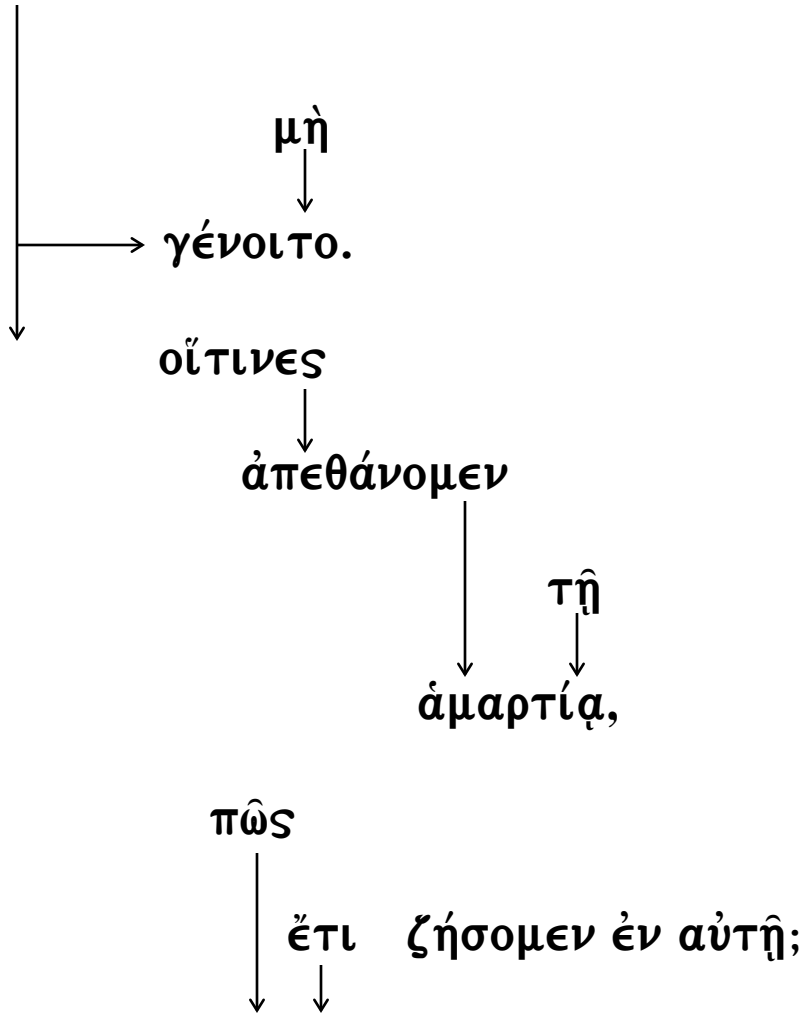 μὴ
γένοιτο.
οἵτινες
ἀπεθάνομεν
τῇ
ἁμαρτίᾳ,
πῶς
ἔτι ζήσομεν ἐν αὐτῇ;